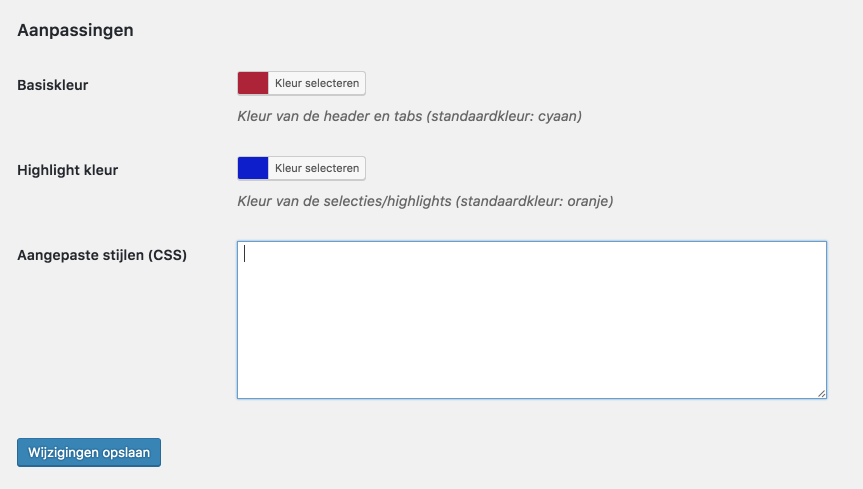 Aanpassingen
Basiskleur
Kleur selecteren
Kleur van de header en tabs (standaardkleur: cyaan)
Highlight kleur
Kleur selecteren
Kleur van de selecties/highlights (standaardkleur: oranje)
Aangepaste stijlen (CSS)
Wijzigingen opslaan